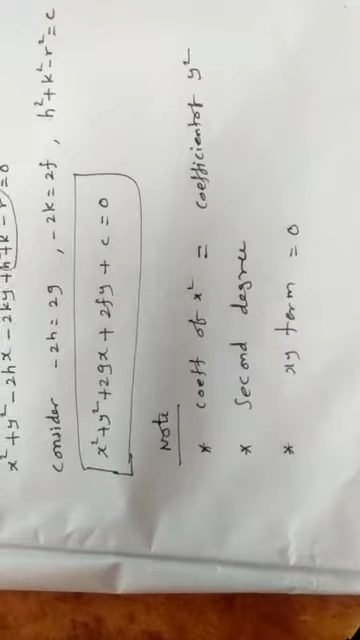 x²+y²-2hx-2ky+h²+k²-r²=0
consider -2h=2g, -2k=2f, h²+k²-r²=c
x²+y²+2gx+2fy+c=0
Note
* coeff of x² = coefficient of y²
* Second degree
* xy term = 0